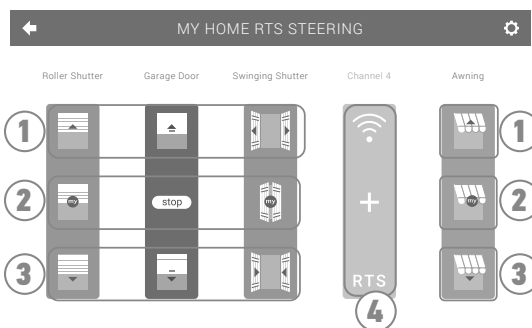 MY HOME RTS STEERING
Roller Shutter Garage Door Swinging Shutter Channel 4 Awning
1 1
2 my stop my + my 2
3 RTS 3
4